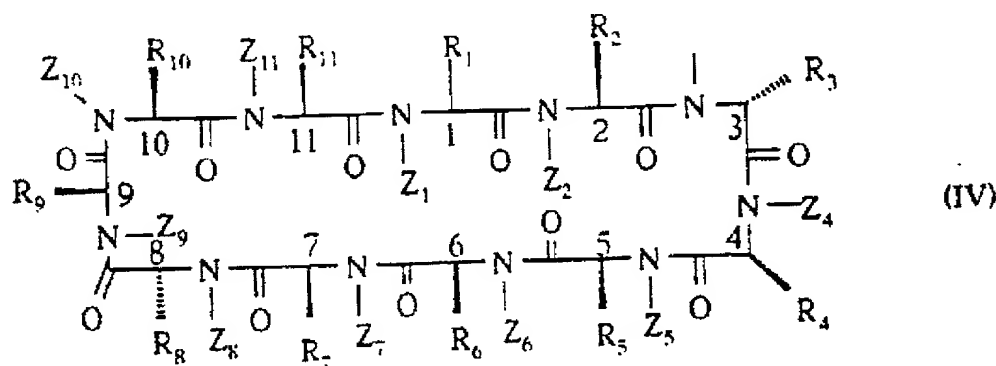 R₁₀ Z₁₁ R₁₁ R₁ R₂
Z₁₀ N N N N N R₃
10 11 1 2 3
O O O O O O
R₉ 9 Z₁ Z₂ (IV)
N Z₉ N Z₄
8 N 7 N 6 N O 5 N 4
O O O O R₄
R₈ Z₈ R₇ Z₇ R₆ Z₆ R₅ Z₅